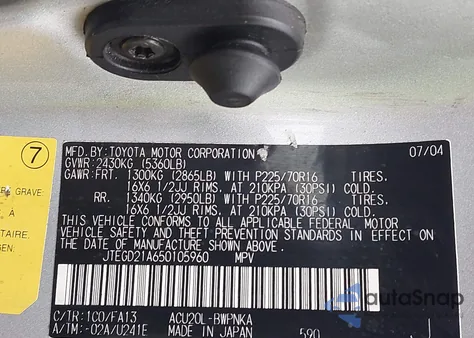 7
MFD.BY:TOYOTA MOTOR CORPORATION 07/04
GVWR:2430KG (5360LB)
GAWR:FRT. 1300KG (2865LB) WITH P225/70R16 TIRES.
16X6 1/2JJ RIMS, AT 210KPA (30PSI) COLD.
RR. 1340KG (2950LB) WITH P225/70R16 TIRES.
16X6 1/2JJ RIMS, AT 210KPA (30PSI) COLD.
THIS VEHICLE CONFORMS TO ALL APPLICABLE FEDERAL MOTOR
VEHICLE SAFETY AND THEFT PREVENTION STANDARDS IN EFFECT
ON THE DATE OF MANUFACTURE SHOWN ABOVE.
JTEGD21A650105960 MPV
C/TR:1C0/FA13 ACU20L-BWPNKA
A/TM:-02A/U241E MADE IN JAPAN 590
GRAVE
A
TAIRE
GEN.
autoSnap